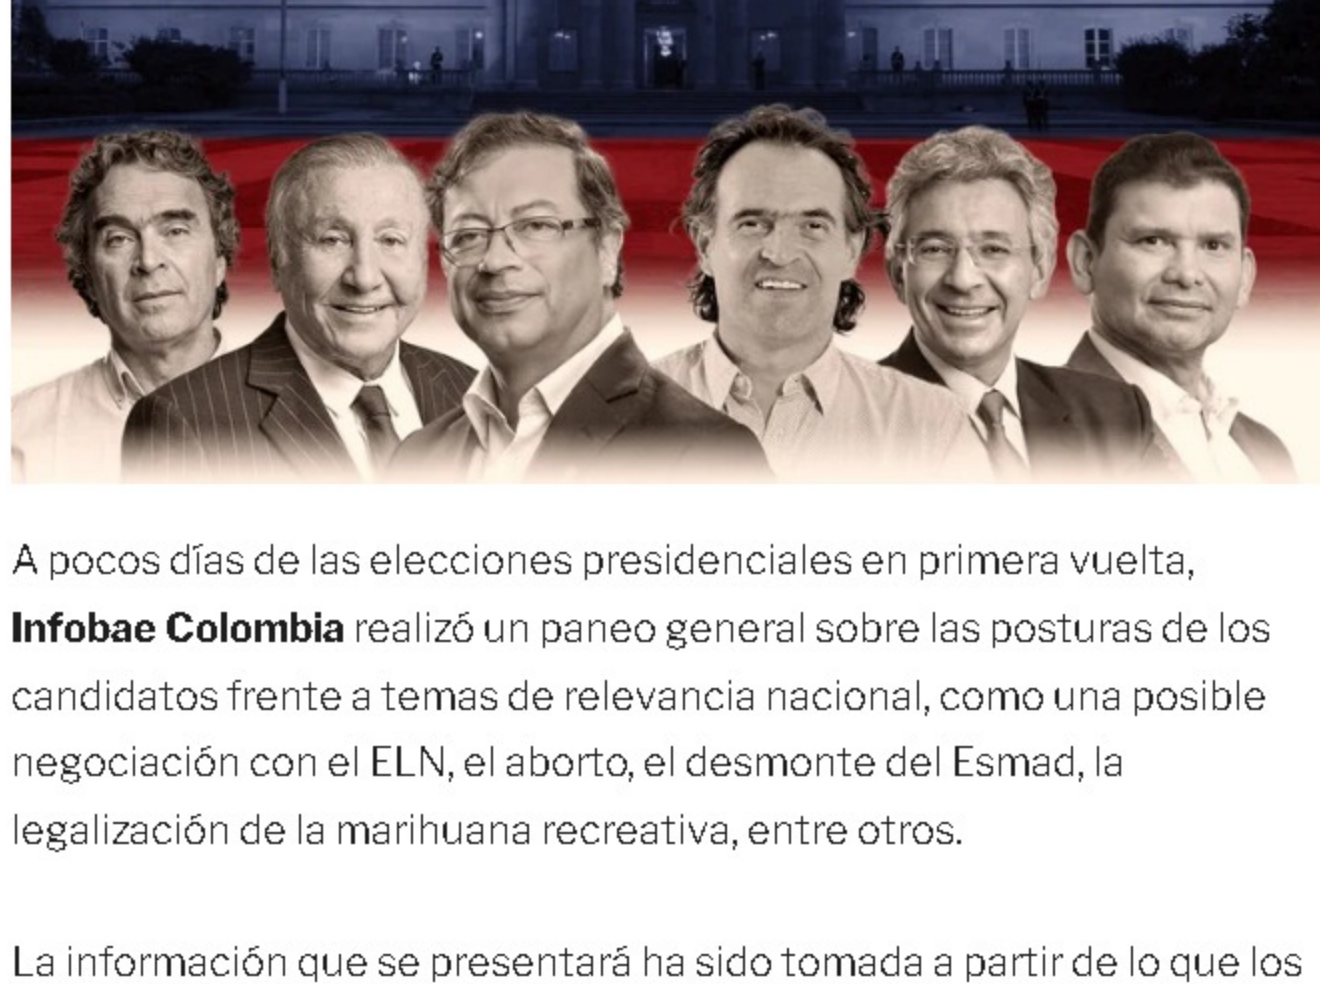 A pocos días de las elecciones presidenciales en primera vuelta,
Infobae Colombia realizó un paneo general sobre las posturas de los
candidatos frente a temas de relevancia nacional, como una posible
negociación con el ELN, el aborto, el desmonte del Esmad, la
legalización de la marihuana recreativa, entre otros.
La información que se presentará ha sido tomada a partir de lo que los